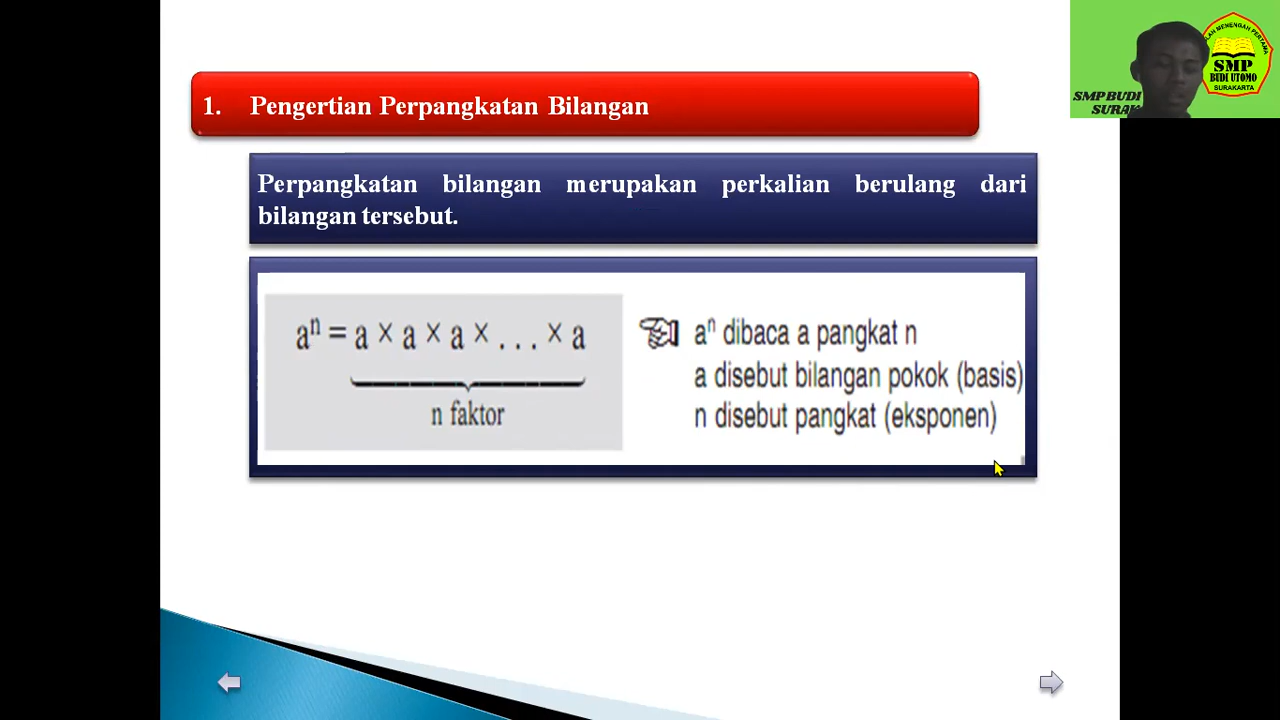 1. Pengertian Perpangkatan Bilangan
Perpangkatan bilangan merupakan perkalian berulang dari
bilangan tersebut.
aⁿ = a × a × a × . . . × a
n faktor
aⁿ dibaca a pangkat n
a disebut bilangan pokok (basis)
n disebut pangkat (eksponen)
SMP
BUDI UTOMO
SURAKARTA
SMP BUDI